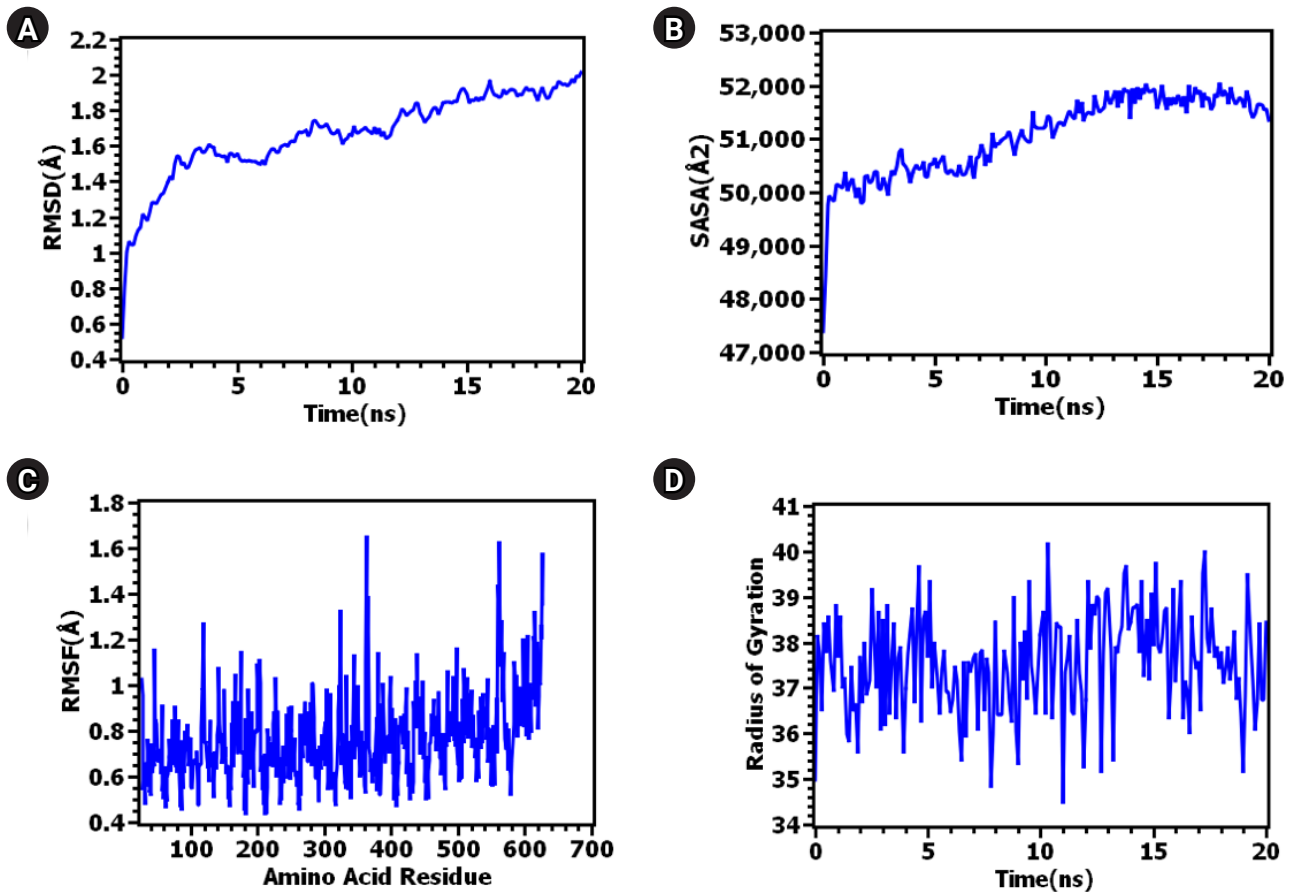 A
2.2
2
1.8
1.6
1.4
1.2
1
0.8
0.6
0.4
RMSD(Å)
0 5 10 15 20
Time(ns)
B
53,000
52,000
51,000
50,000
49,000
48,000
47,000
SASA(Å2)
0 5 10 15 20
Time(ns)
C
1.8
1.6
1.4
1.2
1
0.8
0.6
0.4
RMSF(Å)
100 200 300 400 500 600 700
Amino Acid Residue
D
41
40
39
38
37
36
35
34
Radius of Gyration
0 5 10 15 20
Time(ns)